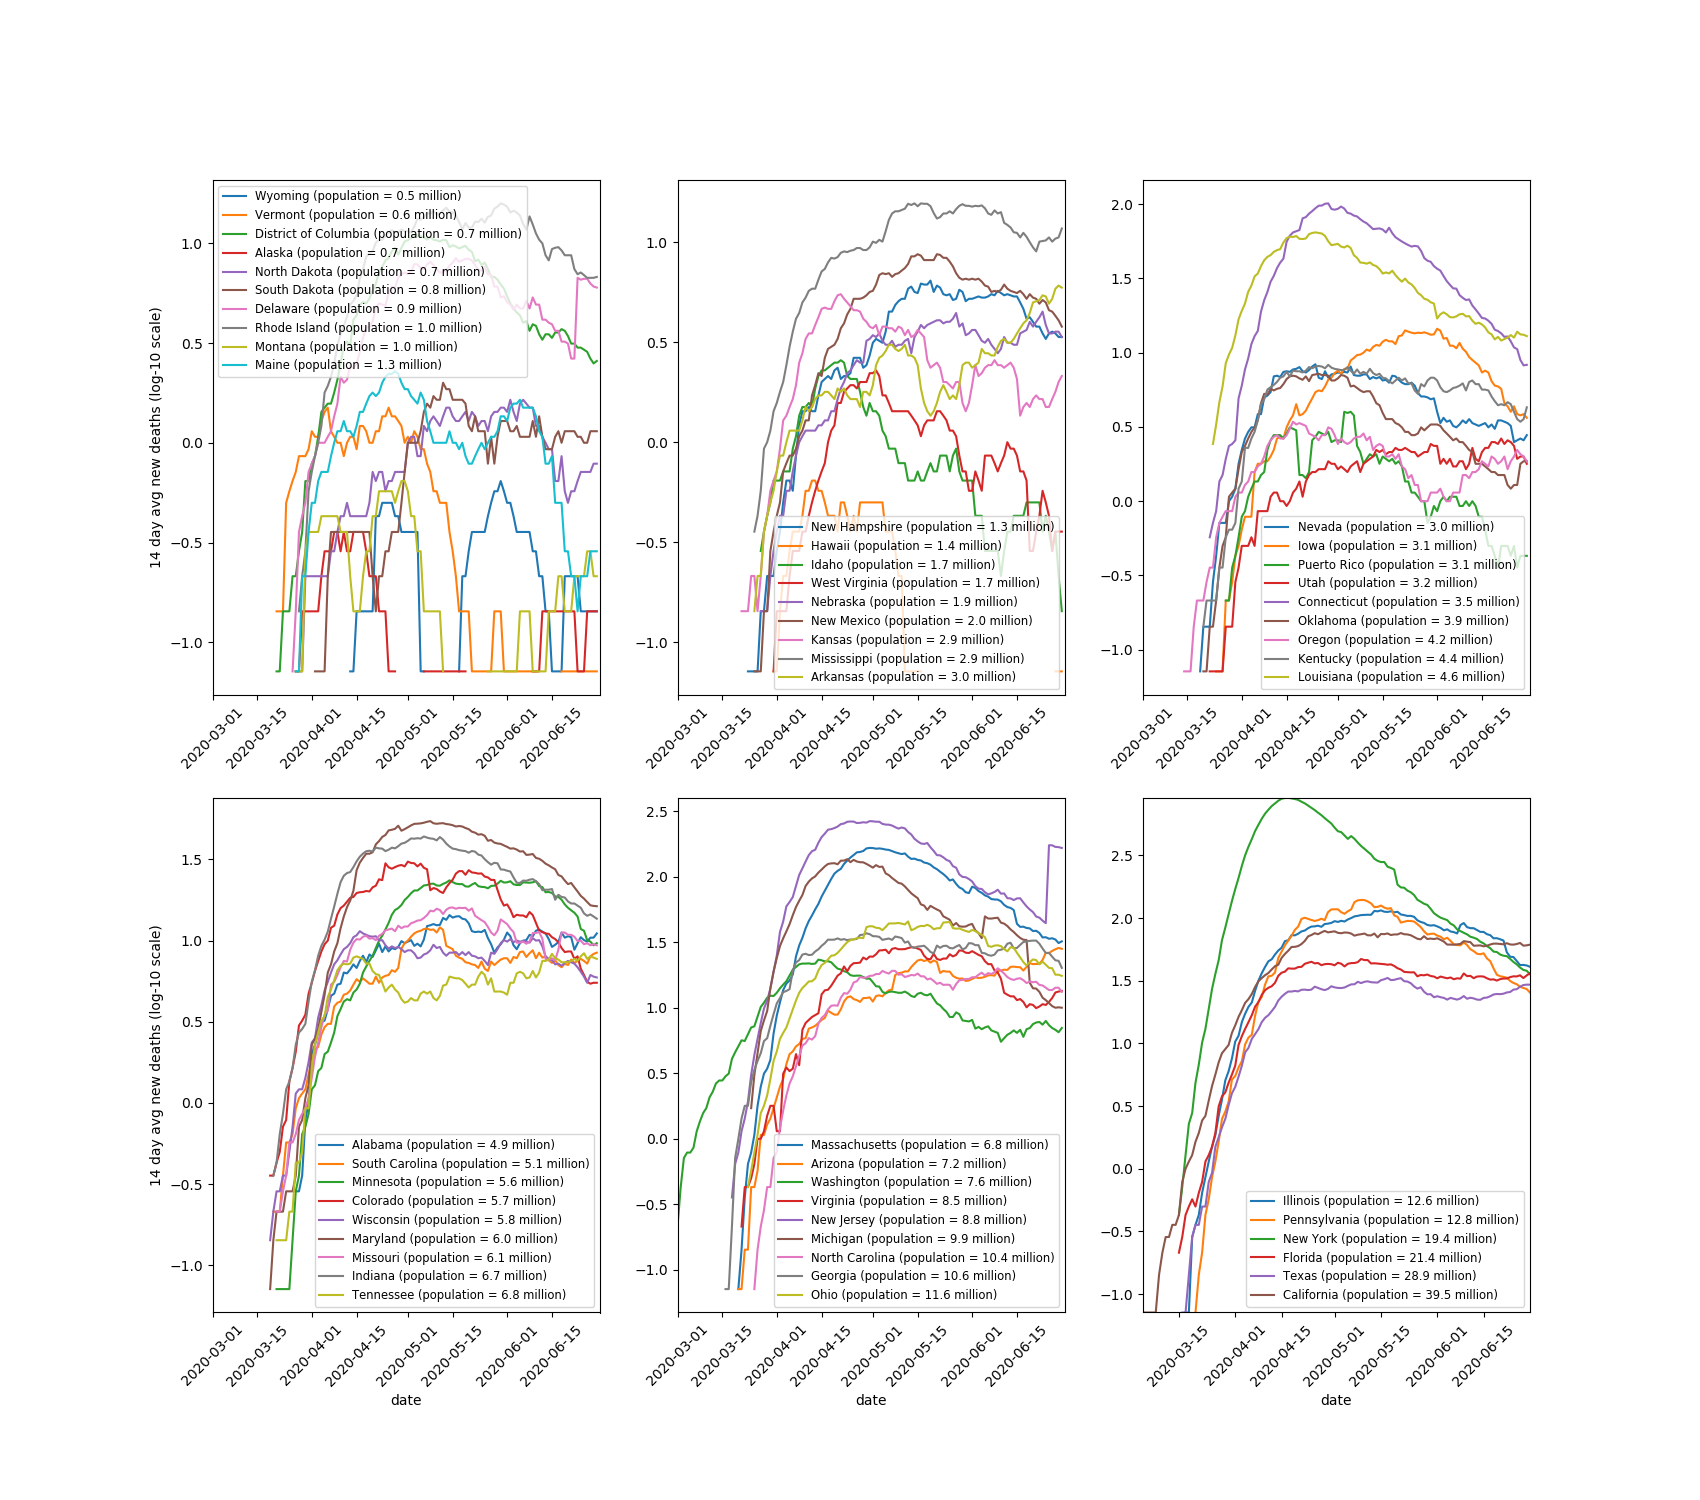 14 day avg new deaths (log-10 scale)
1.0
0.5
0.0
−0.5
−1.0
Wyoming (population = 0.5 million)
Vermont (population = 0.6 million)
District of Columbia (population = 0.7 million)
Alaska (population = 0.7 million)
North Dakota (population = 0.7 million)
South Dakota (population = 0.8 million)
Delaware (population = 0.9 million)
Rhode Island (population = 1.0 million)
Montana (population = 1.0 million)
Maine (population = 1.3 million)
2020-03-01
2020-03-15
2020-04-01
2020-04-15
2020-05-01
2020-05-15
2020-06-01
2020-06-15
1.0
0.5
0.0
−0.5
−1.0
New Hampshire (population = 1.3 million)
Hawaii (population = 1.4 million)
Idaho (population = 1.7 million)
West Virginia (population = 1.7 million)
Nebraska (population = 1.9 million)
New Mexico (population = 2.0 million)
Kansas (population = 2.9 million)
Mississippi (population = 2.9 million)
Arkansas (population = 3.0 million)
2020-03-01
2020-03-15
2020-04-01
2020-04-15
2020-05-01
2020-05-15
2020-06-01
2020-06-15
2.0
1.5
1.0
0.5
0.0
−0.5
−1.0
Nevada (population = 3.0 million)
Iowa (population = 3.1 million)
Puerto Rico (population = 3.1 million)
Utah (population = 3.2 million)
Connecticut (population = 3.5 million)
Oklahoma (population = 3.9 million)
Oregon (population = 4.2 million)
Kentucky (population = 4.4 million)
Louisiana (population = 4.6 million)
2020-03-01
2020-03-15
2020-04-01
2020-04-15
2020-05-01
2020-05-15
2020-06-01
2020-06-15
14 day avg new deaths (log-10 scale)
1.5
1.0
0.5
0.0
−0.5
−1.0
Alabama (population = 4.9 million)
South Carolina (population = 5.1 million)
Minnesota (population = 5.6 million)
Colorado (population = 5.7 million)
Wisconsin (population = 5.8 million)
Maryland (population = 6.0 million)
Missouri (population = 6.1 million)
Indiana (population = 6.7 million)
Tennessee (population = 6.8 million)
2020-03-01
2020-03-15
2020-04-01
2020-04-15
2020-05-01
2020-05-15
2020-06-01
2020-06-15
date
2.5
2.0
1.5
1.0
0.5
0.0
−0.5
−1.0
Massachusetts (population = 6.8 million)
Arizona (population = 7.2 million)
Washington (population = 7.6 million)
Virginia (population = 8.5 million)
New Jersey (population = 8.8 million)
Michigan (population = 9.9 million)
North Carolina (population = 10.4 million)
Georgia (population = 10.6 million)
Ohio (population = 11.6 million)
2020-03-01
2020-03-15
2020-04-01
2020-04-15
2020-05-01
2020-05-15
2020-06-01
2020-06-15
date
2.5
2.0
1.5
1.0
0.5
0.0
−0.5
−1.0
Illinois (population = 12.6 million)
Pennsylvania (population = 12.8 million)
New York (population = 19.4 million)
Florida (population = 21.4 million)
Texas (population = 28.9 million)
California (population = 39.5 million)
2020-03-15
2020-04-01
2020-04-15
2020-05-01
2020-05-15
2020-06-01
2020-06-15
date